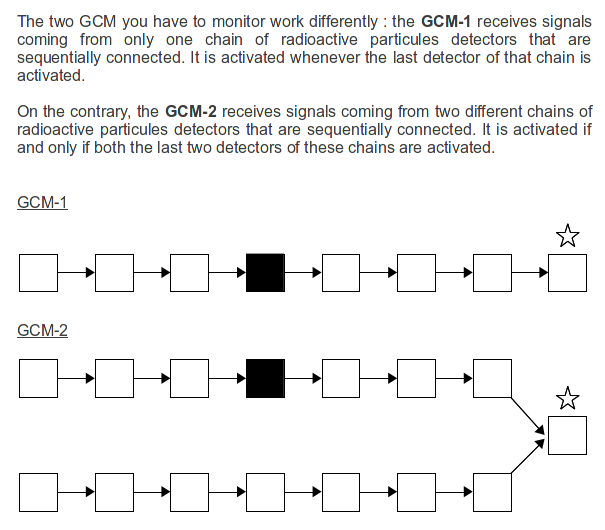 The two GCM you have to monitor work differently : the GCM-1 receives signals
coming from only one chain of radioactive particules detectors that are
sequentially connected. It is activated whenever the last detector of that chain is
activated.
On the contrary, the GCM-2 receives signals coming from two different chains of
radioactive particules detectors that are sequentially connected. It is activated if
and only if both the last two detectors of these chains are activated.
GCM-1
GCM-2